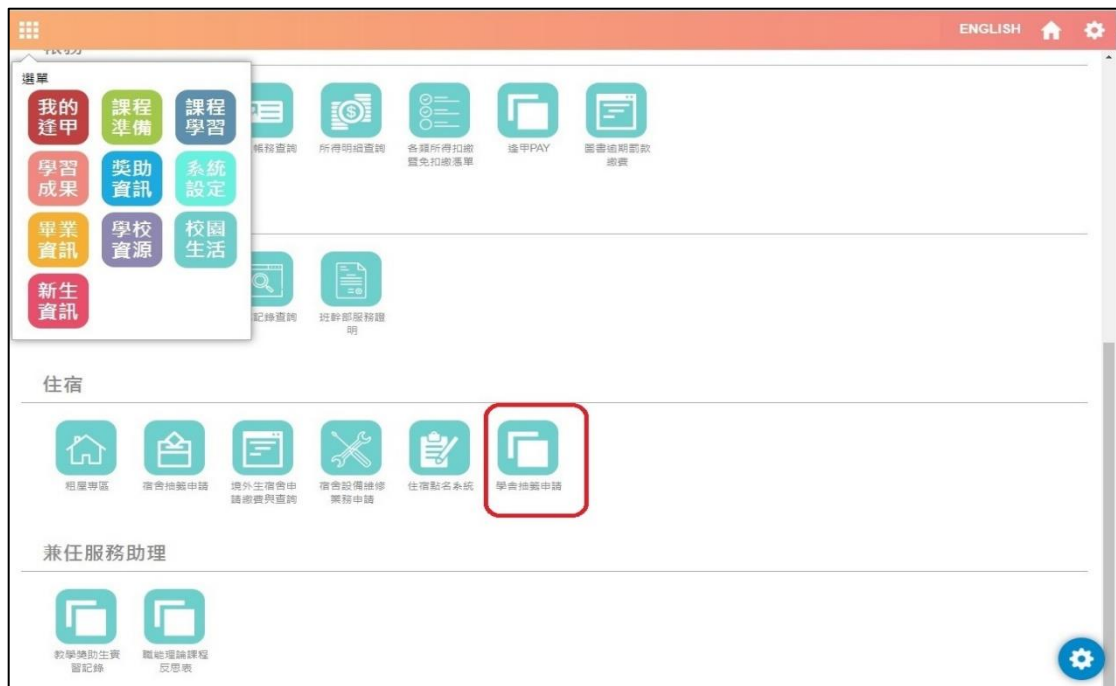 ENGLISH
帳務
選單
我的
逢甲
課程
準備
課程
學習
學習
成果
獎助
資訊
系統
設定
畢業
資訊
學校
資源
校園
生活
新生
資訊
帳務查詢
所得明細查詢
各類所得扣繳
暨免扣繳憑單
逢甲PAY
圖書逾期罰款
繳費
記錄查詢
班幹部服務證
明
住宿
租屋專區
宿舍抽籤申請
境外生宿舍申
請繳費與查詢
宿舍設備維修
業務申請
住宿點名系統
學舍抽籤申請
兼任服務助理
教學獎助生實
習記錄
職能理論課程
反思表